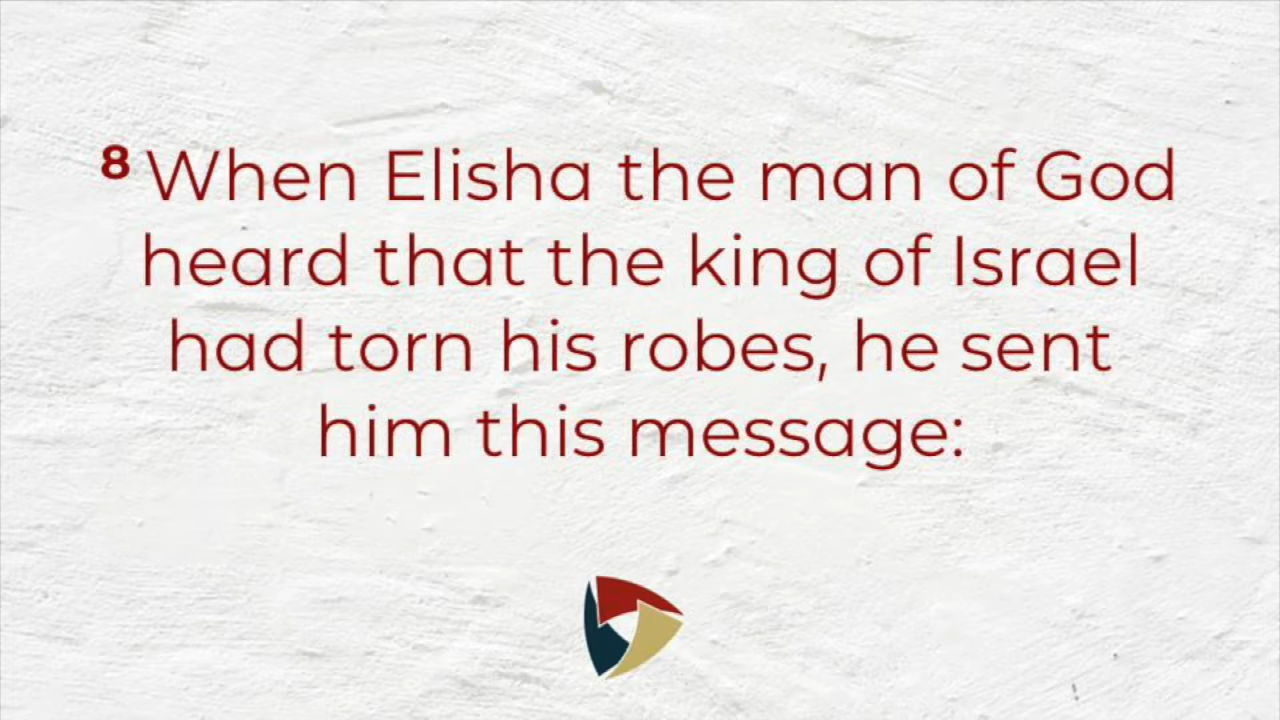 8 When Elisha the man of God
heard that the king of Israel
had torn his robes, he sent
him this message: